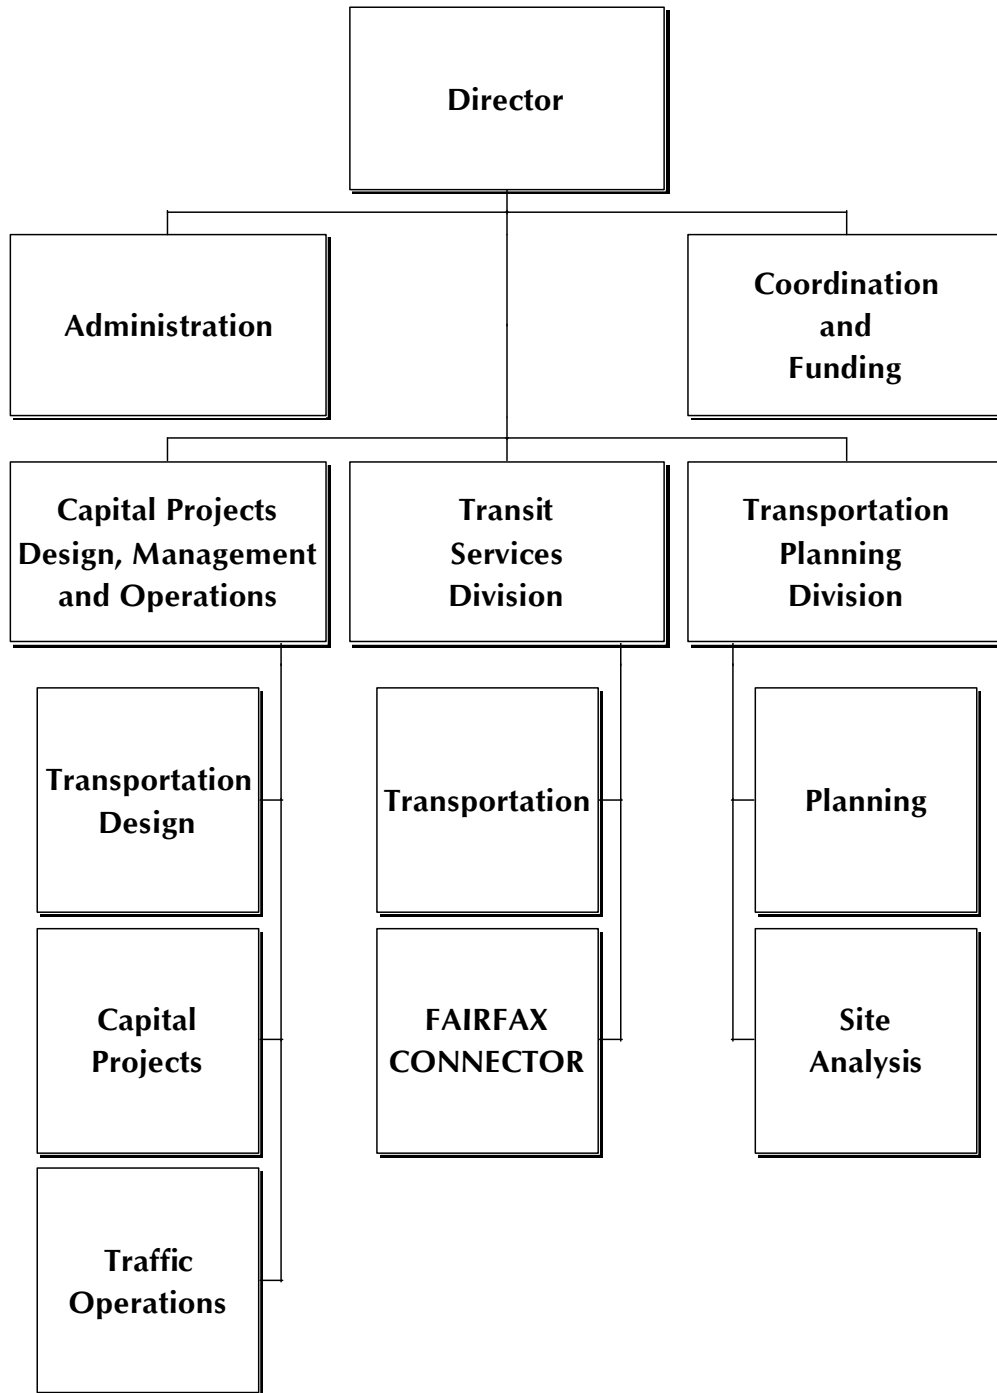 Director
Administration
Coordination
and
Funding
Capital Projects
Design, Management
and Operations
Transit
Services
Division
Transportation
Planning
Division
Transportation
Design
Transportation
Planning
Capital
Projects
FAIRFAX
CONNECTOR
Site
Analysis
Traffic
Operations